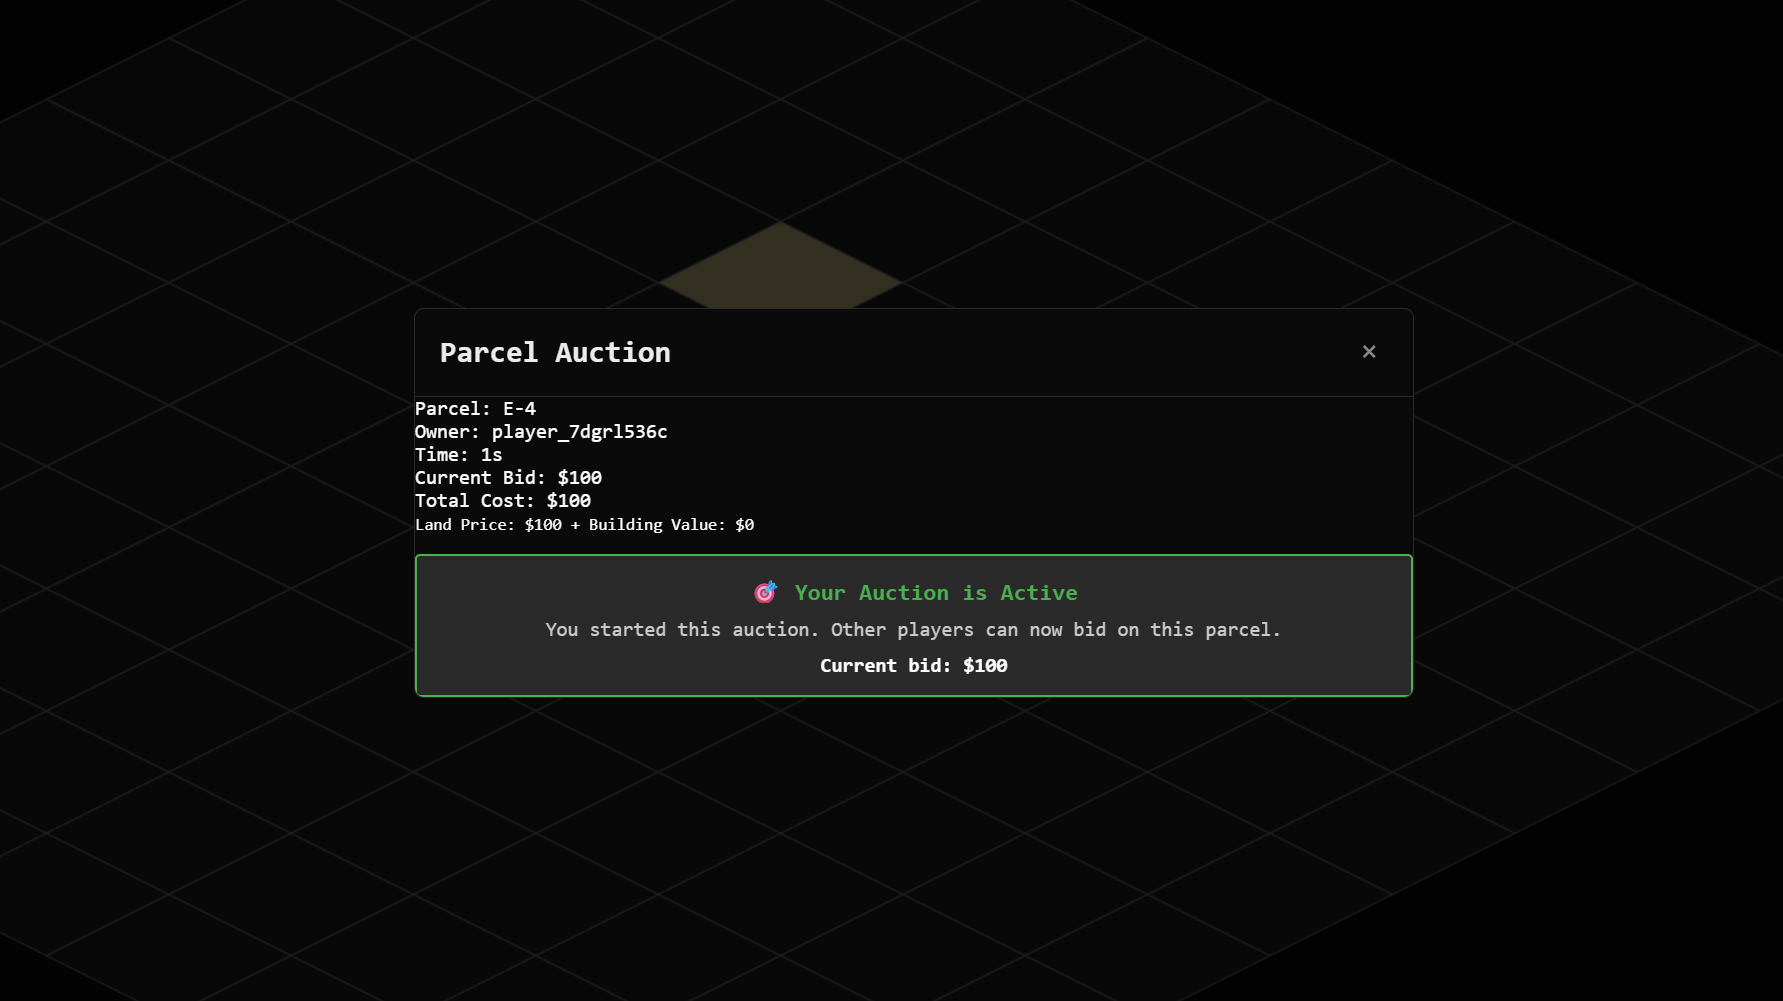 Parcel Auction
×
Parcel: E-4
Owner: player_7dgrl536c
Time: 1s
Current Bid: $100
Total Cost: $100
Land Price: $100 + Building Value: $0
🎯 Your Auction is Active
You started this auction. Other players can now bid on this parcel.
Current bid: $100